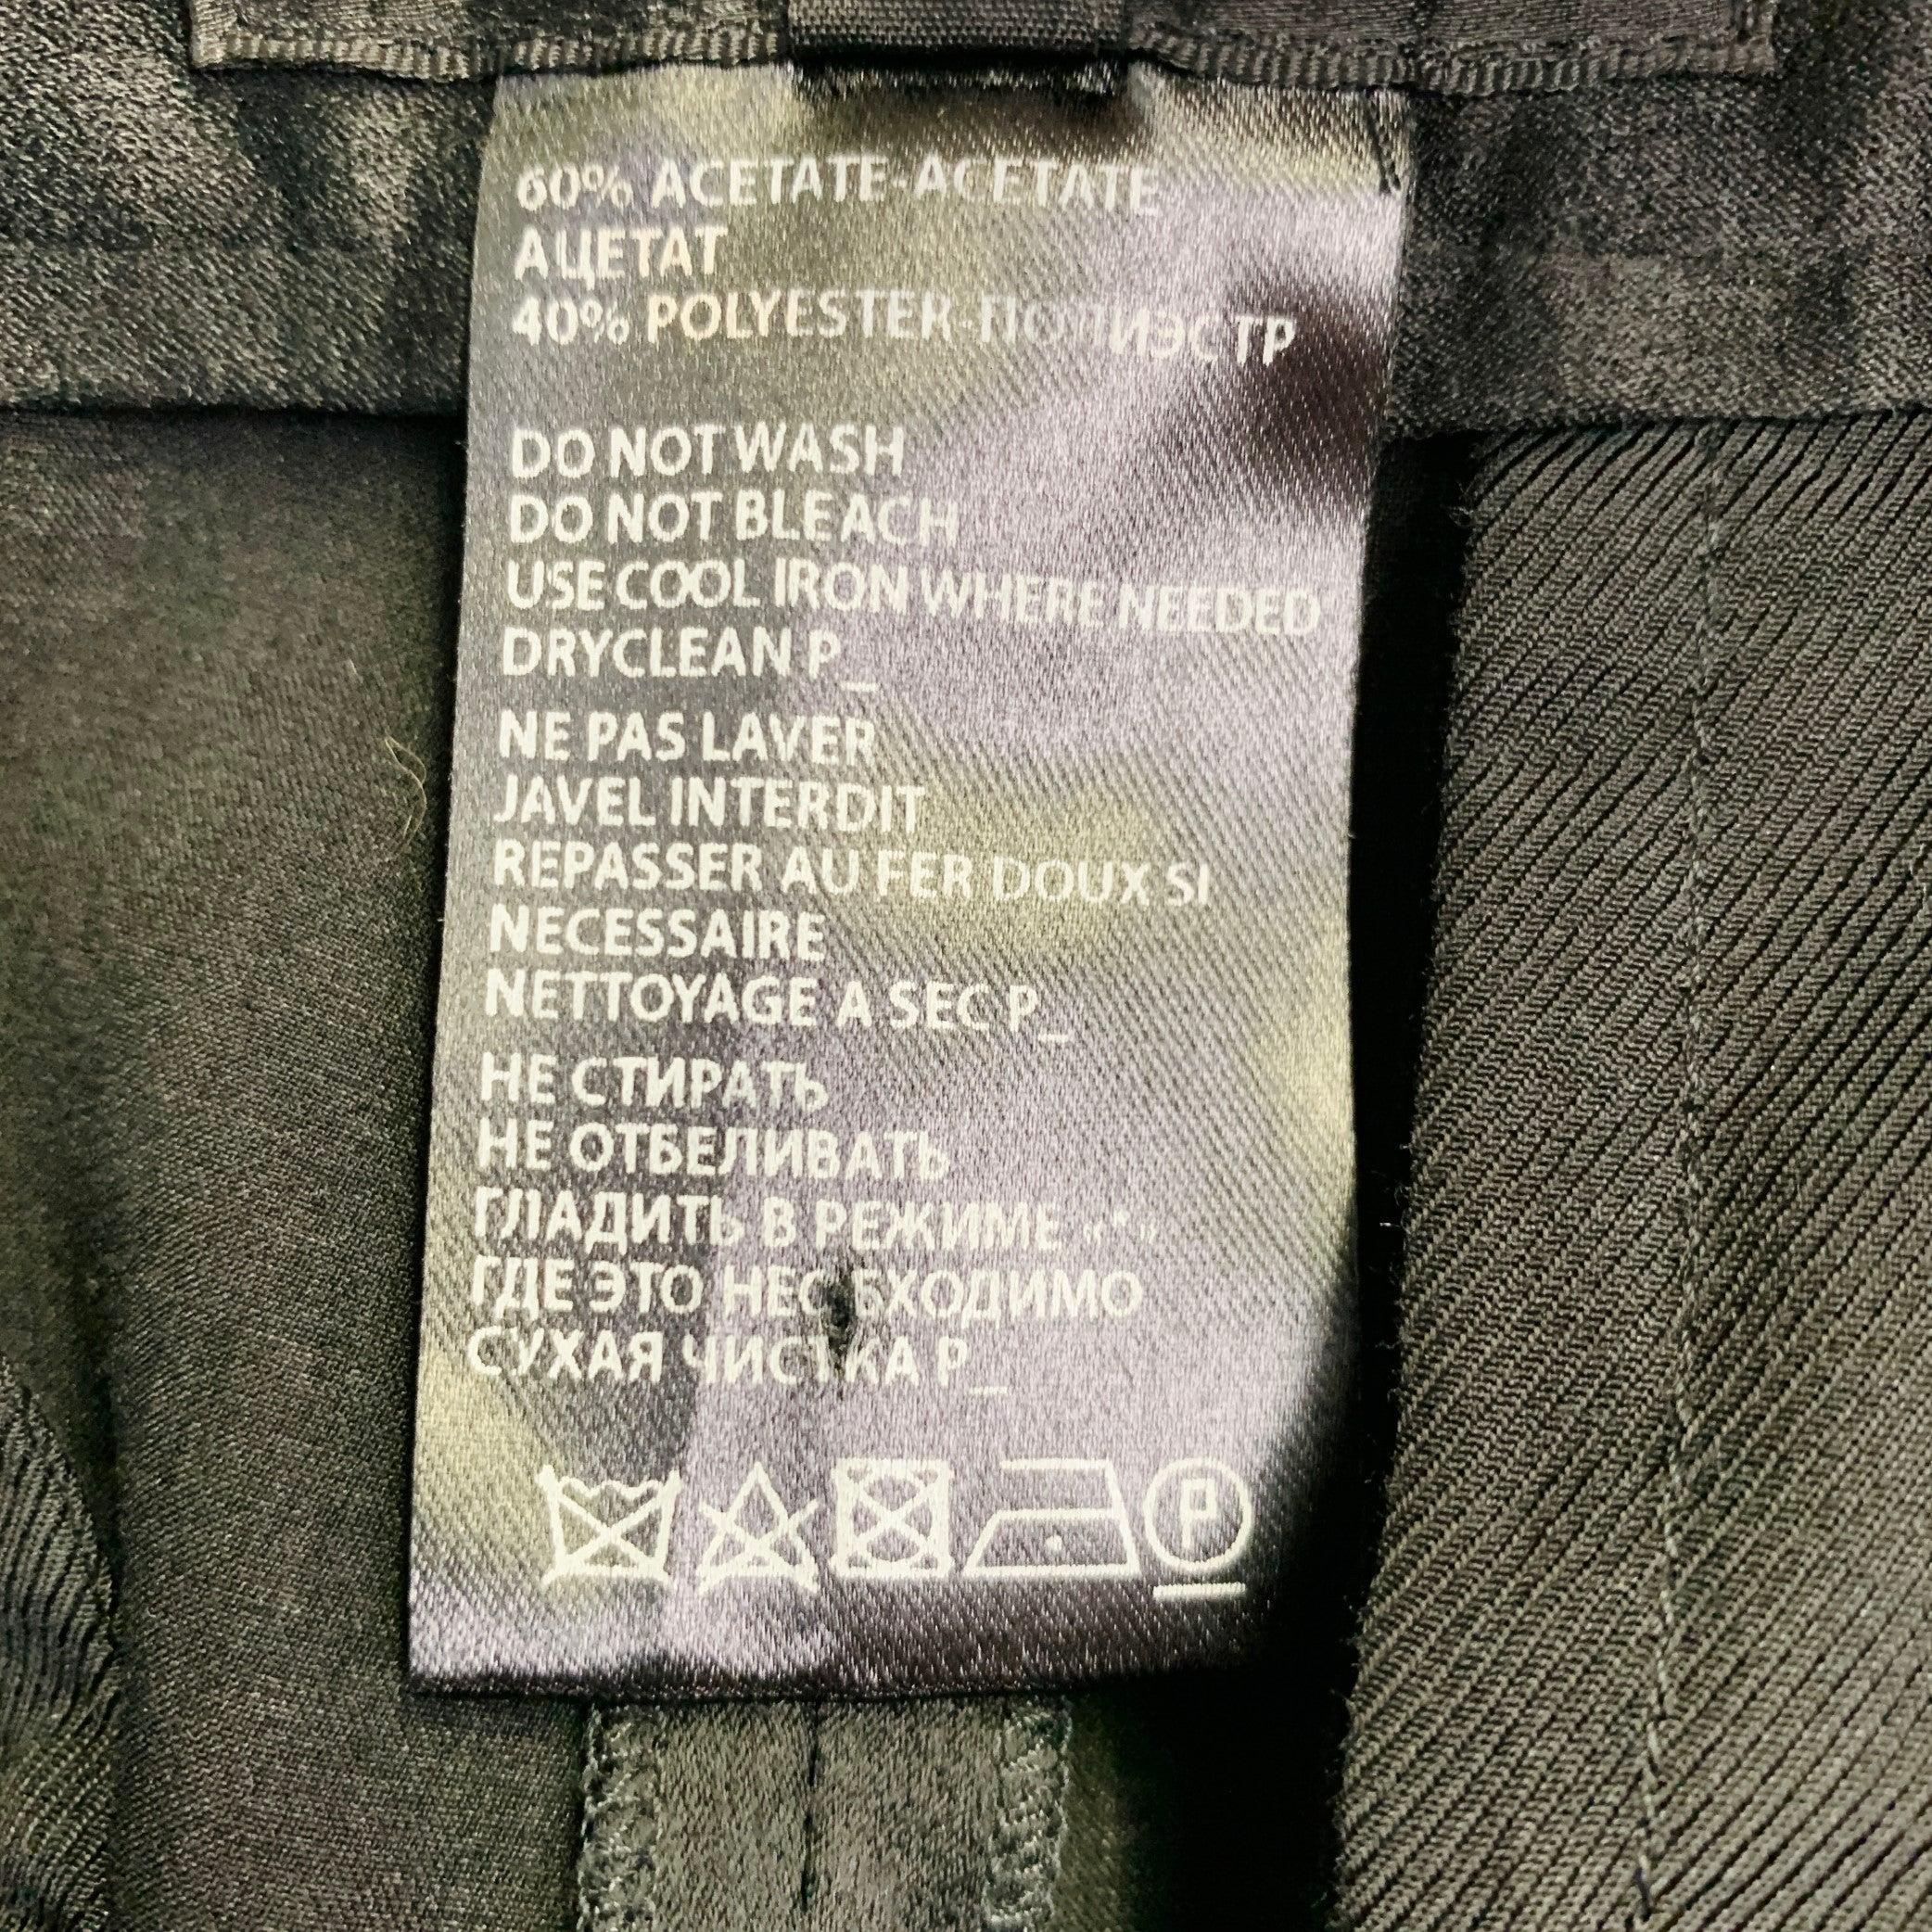 60% ACETATE-ACETATE
АЦЕТАТ
40% POLYESTER-ПОЛИЭСТР
DO NOT WASH
DO NOT BLEACH
USE COOL IRON WHERE NEEDED
DRYCLEAN P_
NE PAS LAVER
JAVEL INTERDIT
REPASSER AU FER DOUX SI
NECESSAIRE
NETTOYAGE A SEC P_
НЕ СТИРАТЬ
НЕ ОТБЕЛИВАТЬ
ГЛАДИТЬ В РЕЖИМЕ «*»
ГДЕ ЭТО НЕОБХОДИМО
СУХАЯ ЧИСТКА P_
P